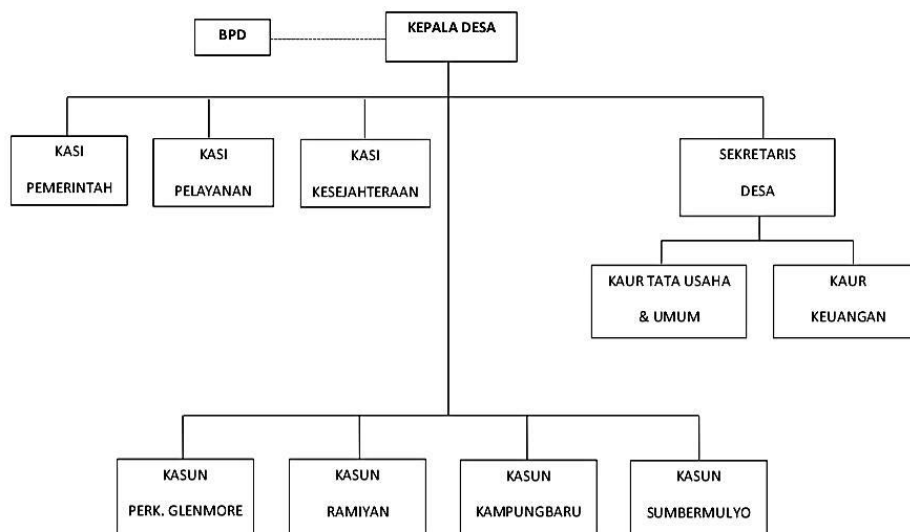 BPD
KEPALA DESA
KASI
PEMERINTAH
KASI
PELAYANAN
KASI
KESEJAHTERAAN
SEKRETARIS
DESA
KAUR TATA USAHA
& UMUM
KAUR
KEUANGAN
KASUN
PERK. GLENMORE
KASUN
RAMIYAN
KASUN
KAMPUNGBARU
KASUN
SUMBERMULYO